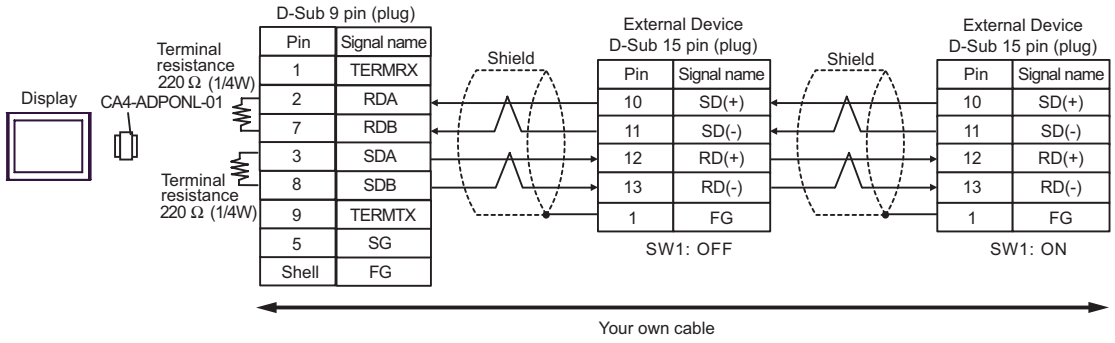 D-Sub 9 pin (plug)
Pin Signal name
1 TERMRX
2 RDA
7 RDB
3 SDA
8 SDB
9 TERMTX
5 SG
Shell FG
Terminal
resistance
220 Ω (1/4W)
Display
CA4-ADPONL-01
Terminal
resistance
220 Ω (1/4W)
Shield
External Device
D-Sub 15 pin (plug)
Pin Signal name
10 SD(+)
11 SD(-)
12 RD(+)
13 RD(-)
1 FG
SW1: OFF
Shield
External Device
D-Sub 15 pin (plug)
Pin Signal name
10 SD(+)
11 SD(-)
12 RD(+)
13 RD(-)
1 FG
SW1: ON
Your own cable